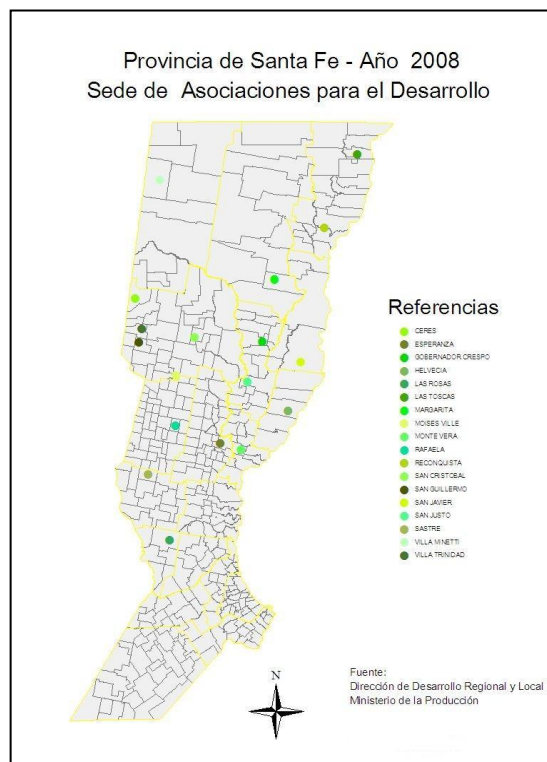 Provincia de Santa Fe - Año 2008
Sede de Asociaciones para el Desarrollo
Referencias
CERES
ESPERANZA
GOBERNADOR CRESPO
HELVECIA
LAS ROSAS
LAS TOSCAS
MARGARITA
MOISES VILLE
MONTE VERA
RAFAELA
RECONQUISTA
SAN CRISTOBAL
SAN GUILLERMO
SAN JAVIER
SAN JUSTO
SASTRE
VILLA MINETTI
VILLA TRINIDAD
N
Fuente:
Dirección de Desarrollo Regional y Local
Ministerio de la Producción